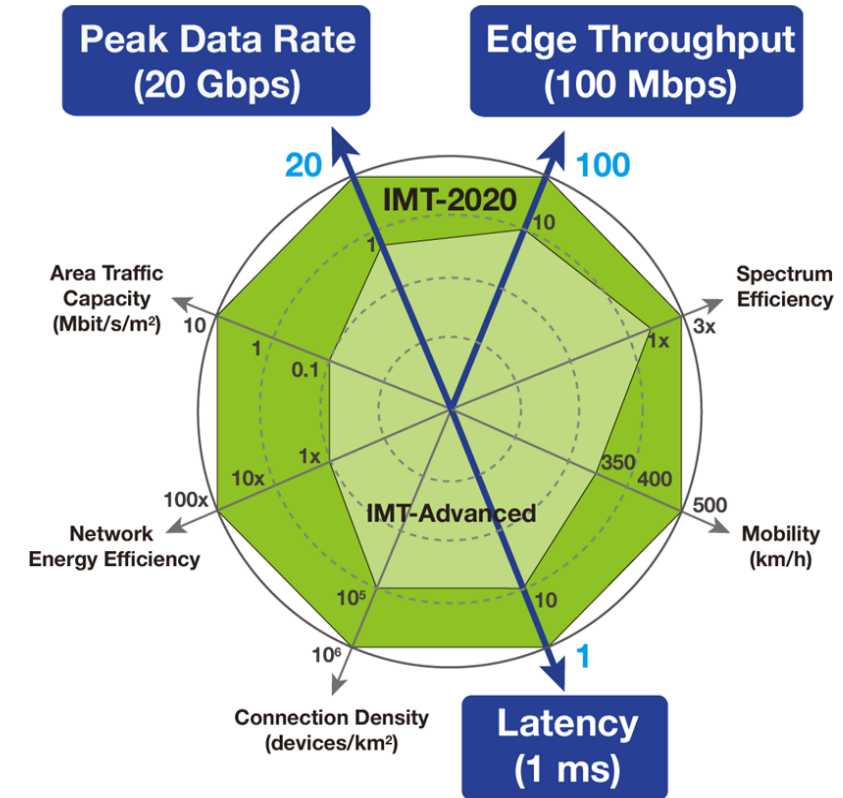 Peak Data Rate
(20 Gbps)
Edge Throughput
(100 Mbps)
20
100
IMT-2020
1
10
Area Traffic
Capacity
(Mbit/s/m²)
10
1
0.1
Spectrum
Efficiency
3x
1x
1x
10x
100x
Network
Energy Efficiency
350
400
500
Mobility
(km/h)
IMT-Advanced
10⁵
10⁶
10
1
Connection Density
(devices/km²)
Latency
(1 ms)